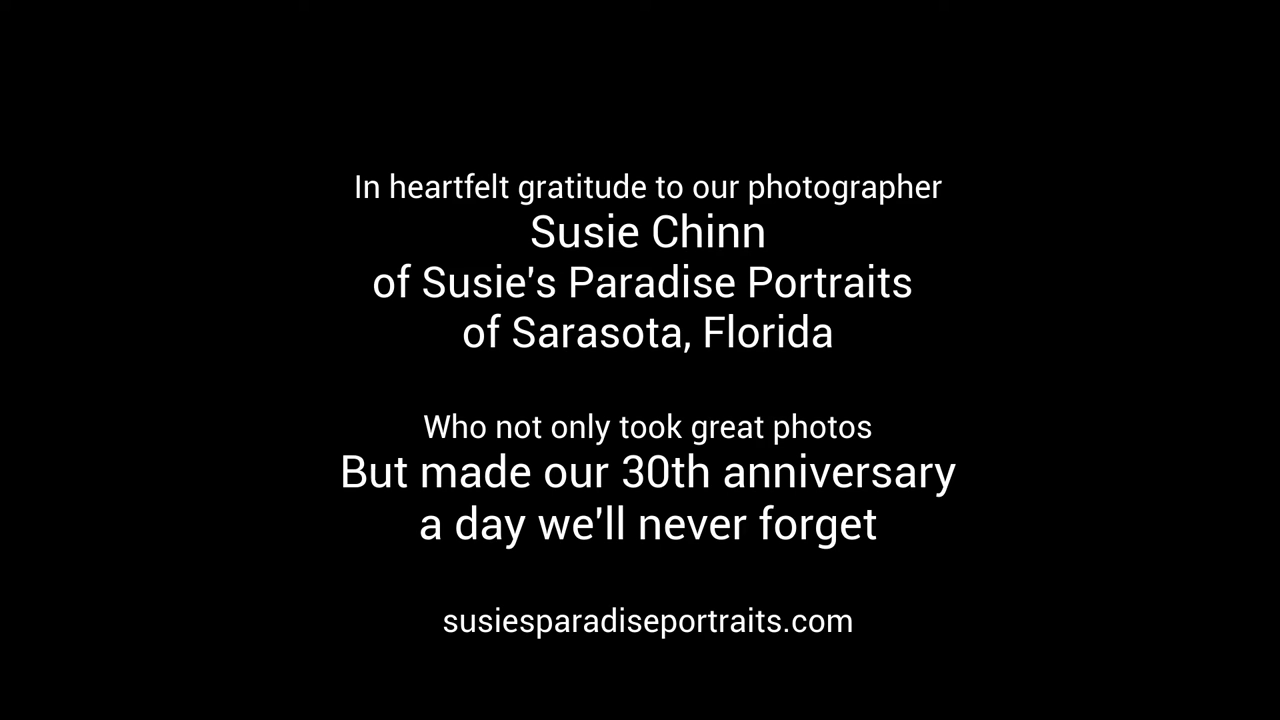 In heartfelt gratitude to our photographer
Susie Chinn
of Susie's Paradise Portraits
of Sarasota, Florida
Who not only took great photos
But made our 30th anniversary
a day we'll never forget
susiesparadiseportraits.com